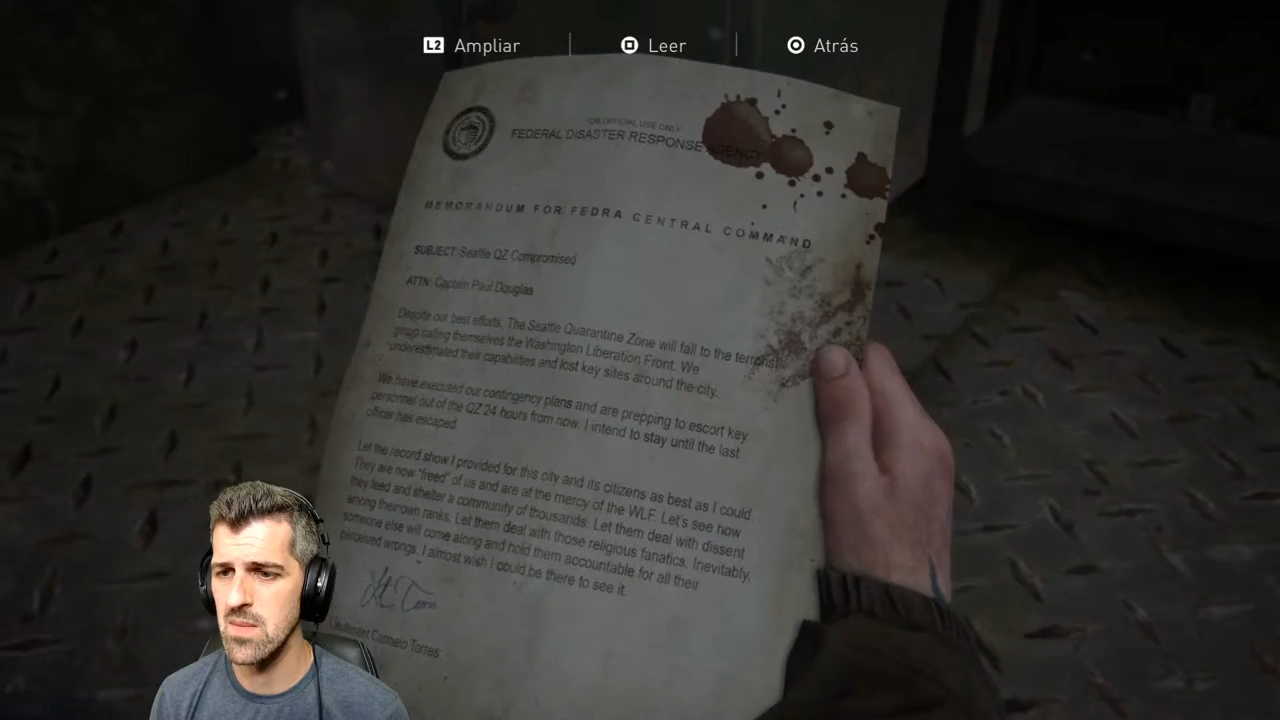 L2 Ampliar
Leer
Atrás
FOR OFFICIAL USE ONLY
FEDERAL DISASTER RESPONSE AGENCY
MEMORANDUM FOR FEDRA CENTRAL COMMAND
SUBJECT: Seattle QZ Compromised
ATTN: Captain Paul Douglas
Despite our best efforts, The Seattle Quarantine Zone will fall to the terrorist
group calling themselves the Washington Liberation Front. We
underestimated their capabilities and lost key sites around the city.
We have executed our contingency plans and are prepping to escort key
personnel out of the QZ 24 hours from now. I intend to stay until the last
officer has escaped.
Let the record show I provided for this city and its citizens as best as I could.
They are now "freed" of us and are at the mercy of the WLF. Let's see how
they feed and shelter a community of thousands. Let them deal with dissent
among their own ranks. Let them deal with those religious fanatics. Inevitably,
someone else will come along and hold them accountable for all their
perceived wrongs. I almost wish I could be there to see it.
Lieutenant Carmelo Torres